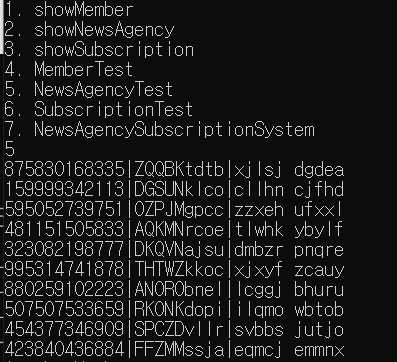 1. showMember
2. showNewsAgency
3. showSubscription
4. MemberTest
5. NewsAgencyTest
6. SubscriptionTest
7. NewsAgencySubscriptionSystem
5
875830168335|ZQQBKtdtb|xjlsj dgdea
159999342113|DGSUNklco|cllhn cjfhd
595052739751|OZPJMgpcc|zzxeh ufxxl
481151505833|AQKMNrcoe|tlwhk ybylf
323082198777|DKQVNajsu|dmbzr pnqre
995314741878|THTWZkkoc|xjxyf zcauy
880259102223|ANORObnel|lcggj bhuru
507507533659|RKONKdopi|ilqmo wbtob
454377346909|SPCZDvllr|svbbs jutjo
423840436884|FFZMMssja|eqmcj emmnx